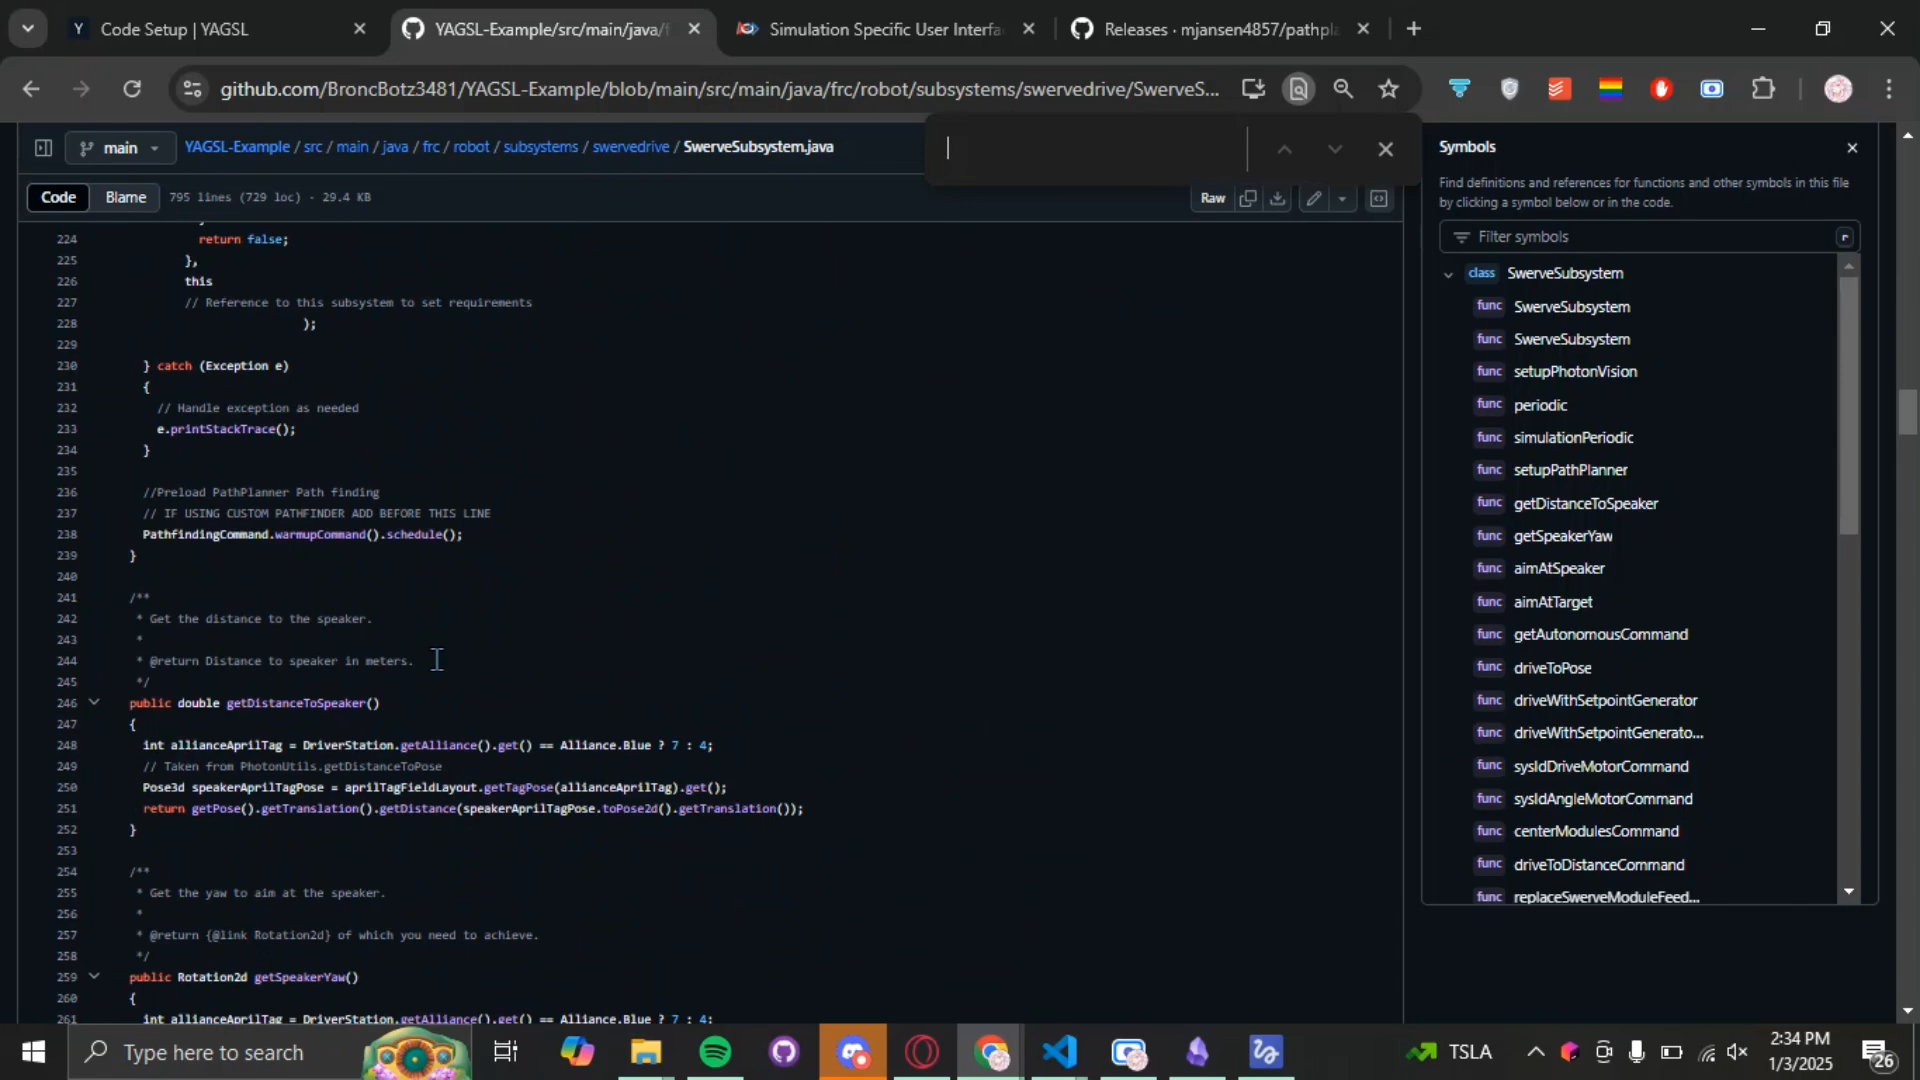 Code Setup | YAGSL
YAGSL-Example/src/main/java/f
Simulation Specific User Interfa
Releases · mjansen4857/pathpla
github.com/BroncBotz3481/YAGSL-Example/blob/main/src/main/java/frc/robot/subsystems/swervedrive/SwerveS...
main
YAGSL-Example / src / main / java / frc / robot / subsystems / swervedrive / SwerveSubsystem.java
Code
Blame
795 lines (729 loc) · 29.4 KB
Raw
224 return false;
225 },
226 this
227 // Reference to this subsystem to set requirements
228 );
229
230 } catch (Exception e)
231 {
232 // Handle exception as needed
233 e.printStackTrace();
234 }
235
236 //Preload PathPlanner Path finding
237 // IF USING CUSTOM PATHFINDER ADD BEFORE THIS LINE
238 PathfindingCommand.warmupCommand().schedule();
239 }
240
241 /**
242 * Get the distance to the speaker.
243 *
244 * @return Distance to speaker in meters.
245 */
246 public double getDistanceToSpeaker()
247 {
248 int allianceAprilTag = DriverStation.getAlliance().get() == Alliance.Blue ? 7 : 4;
249 // Taken from PhotonUtils.getDistanceToPose
250 Pose3d speakerAprilTagPose = aprilTagFieldLayout.getTagPose(allianceAprilTag).get();
251 return getPose().getTranslation().getDistance(speakerAprilTagPose.toPose2d().getTranslation());
252 }
253
254 /**
255 * Get the yaw to aim at the speaker.
256 *
257 * @return {@link Rotation2d} of which you need to achieve.
258 */
259 public Rotation2d getSpeakerYaw()
260 {
261 int allianceAprilTag = DriverStation.getAlliance().get() == Alliance.Blue ? 7 : 4;
Symbols
Find definitions and references for functions and other symbols in this file
by clicking a symbol below or in the code.
Filter symbols
r
class SwerveSubsystem
func SwerveSubsystem
func SwerveSubsystem
func setupPhotonVision
func periodic
func simulationPeriodic
func setupPathPlanner
func getDistanceToSpeaker
func getSpeakerYaw
func aimAtSpeaker
func aimAtTarget
func getAutonomousCommand
func driveToPose
func driveWithSetpointGenerator
func driveWithSetpointGenerato...
func sysIdDriveMotorCommand
func sysIdAngleMotorCommand
func centerModulesCommand
func driveToDistanceCommand
func replaceSwerveModuleFeed...
Type here to search
TSLA
2:34 PM
1/3/2025
26